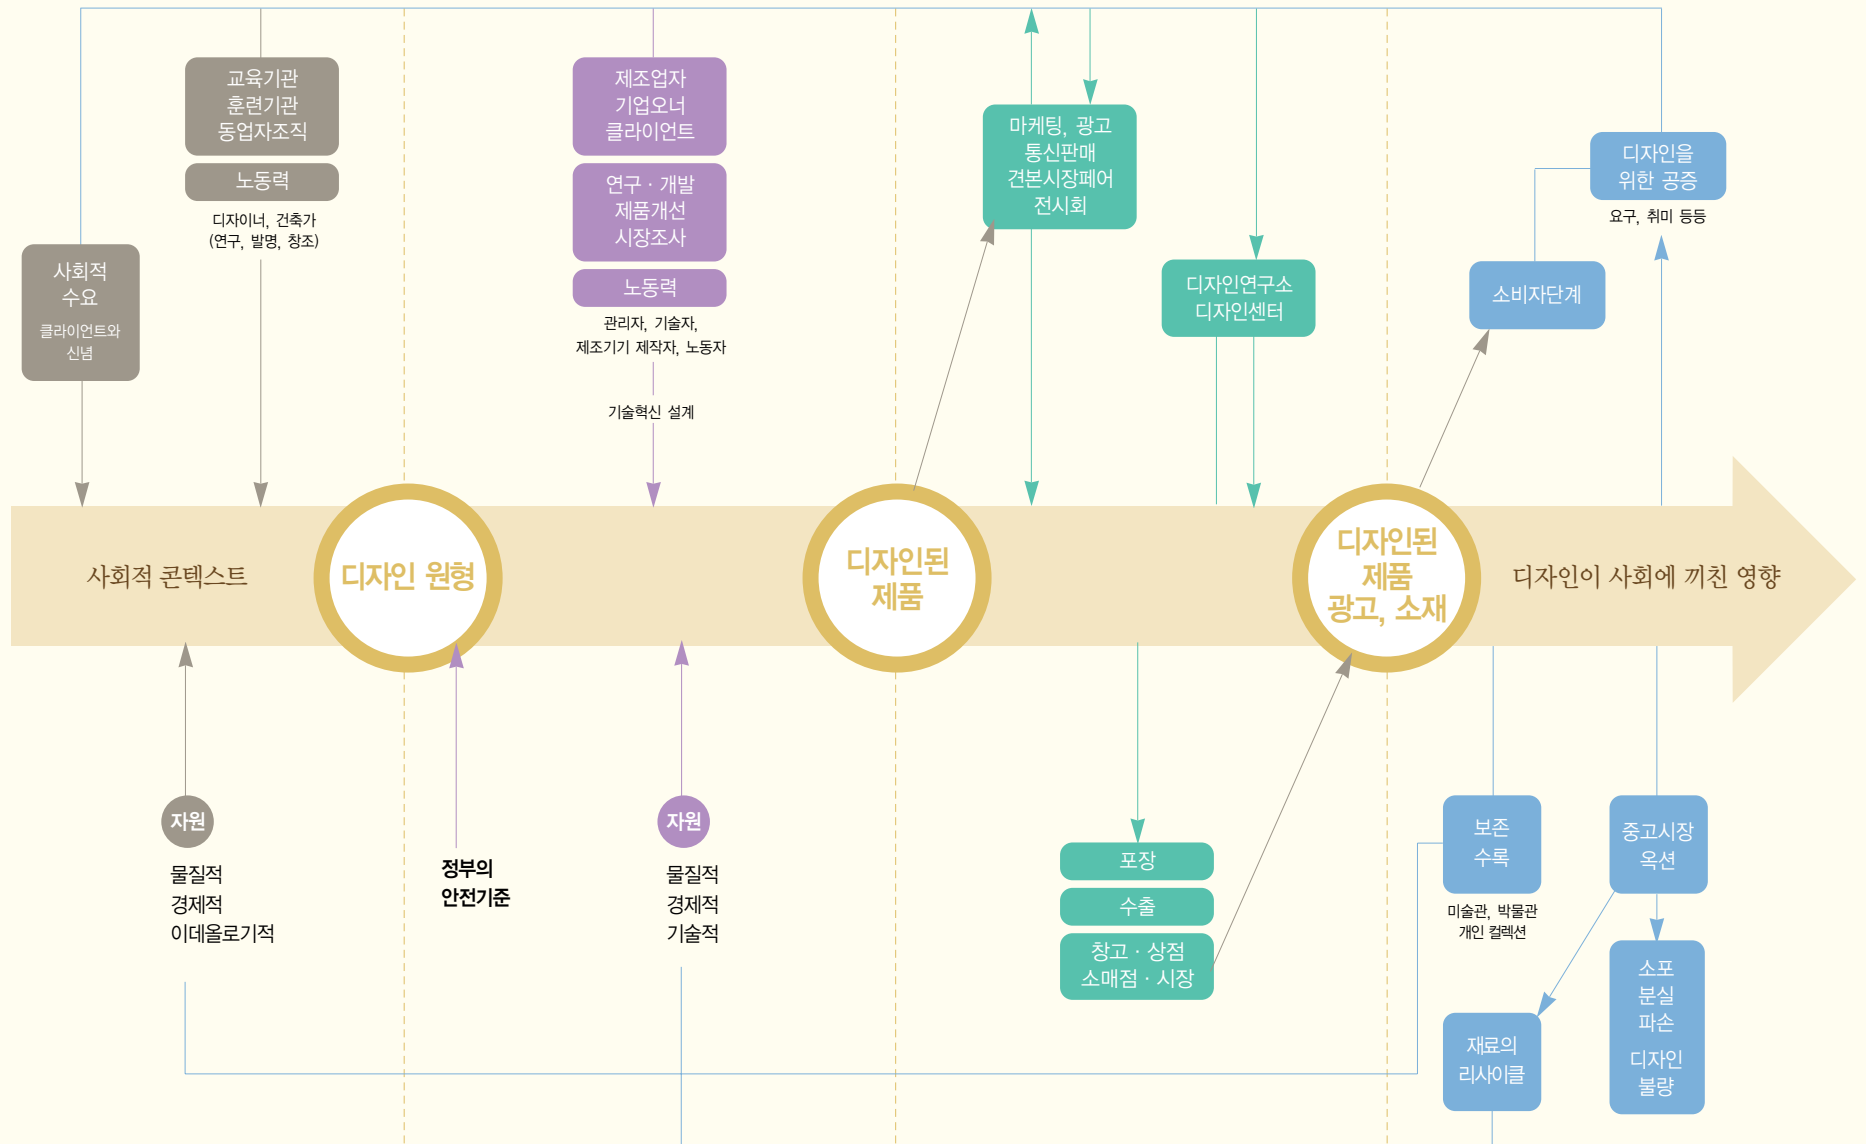 교육기관
훈련기관
동업자조직
노동력
디자이너, 건축가
(연구, 발명, 창조)
사회적
수요
클라이언트와
신념
제조업자
기업오너
클라이언트
연구 · 개발
제품개선
시장조사
노동력
관리자, 기술자,
제조기기 제작자, 노동자
기술혁신 설계
마케팅, 광고
통신판매
견본시장페어
전시회
디자인연구소
디자인센터
디자인을
위한 공증
요구, 취미 등등
소비자단계
사회적 콘텍스트
디자인 원형
디자인된
제품
디자인된
제품
광고, 소재
디자인이 사회에 끼친 영향
자원
물질적
경제적
이데올로기적
정부의
안전기준
자원
물질적
경제적
기술적
포장
수출
창고 · 상점
소매점 · 시장
보존
수록
미술관, 박물관
개인 컬렉션
중고시장
옥션
재료의
리사이클
소포
분실
파손
디자인
불량